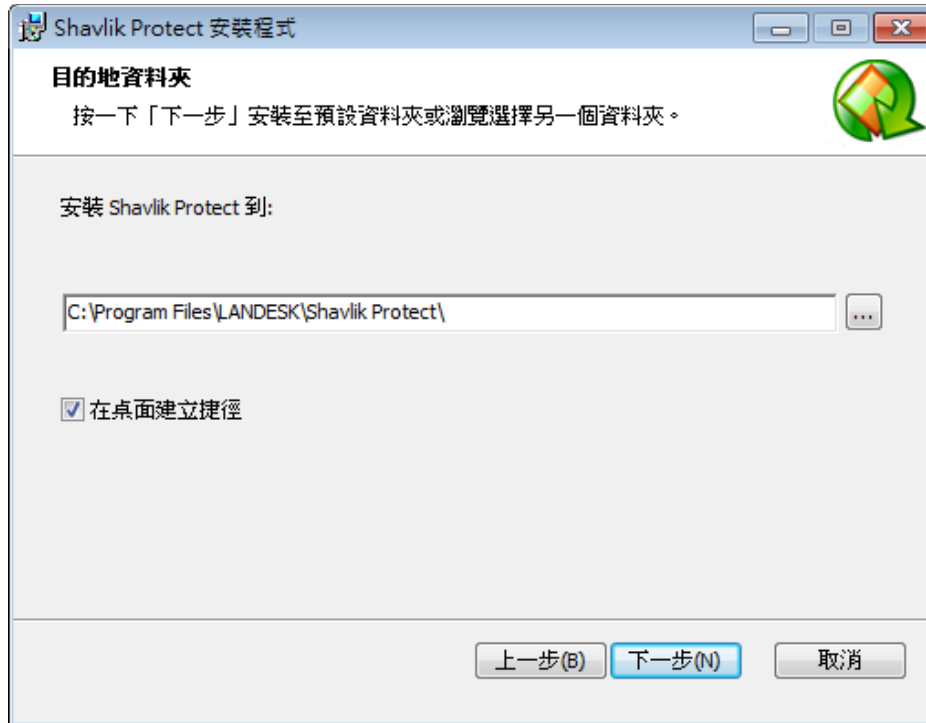 Shavlik Protect 安裝程式
目的地資料夾
按一下「下一步」安裝至預設資料夾或瀏覽選擇另一個資料夾。
安裝 Shavlik Protect 到:
C:\Program Files\LANDESK\Shavlik Protect\
...
在桌面建立捷徑
上一步(B) 下一步(N) 取消